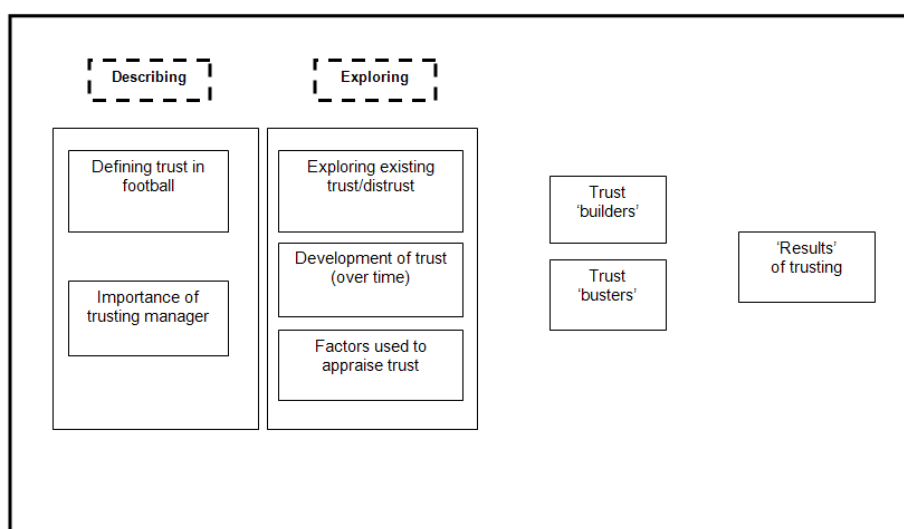 Describing
Exploring
Defining trust in
football
Importance of
trusting manager
Exploring existing
trust/distrust
Development of trust
(over time)
Factors used to
appraise trust
Trust
‘builders’
Trust
‘busters’
‘Results’
of trusting